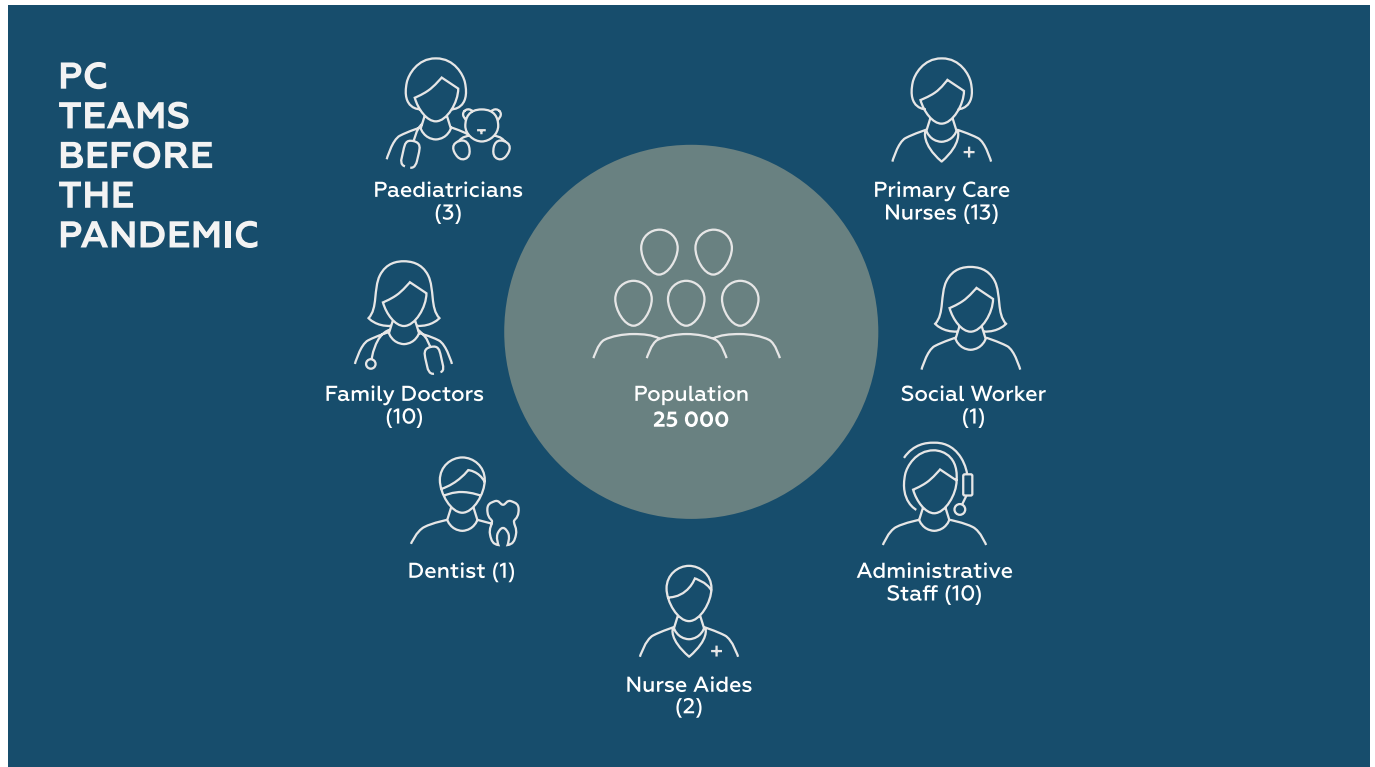 PC
TEAMS
BEFORE
THE
PANDEMIC
Paediatricians
(3)
Primary Care
Nurses (13)
Family Doctors
(10)
Population
25 000
Social Worker
(1)
Dentist (1)
Administrative
Staff (10)
Nurse Aides
(2)